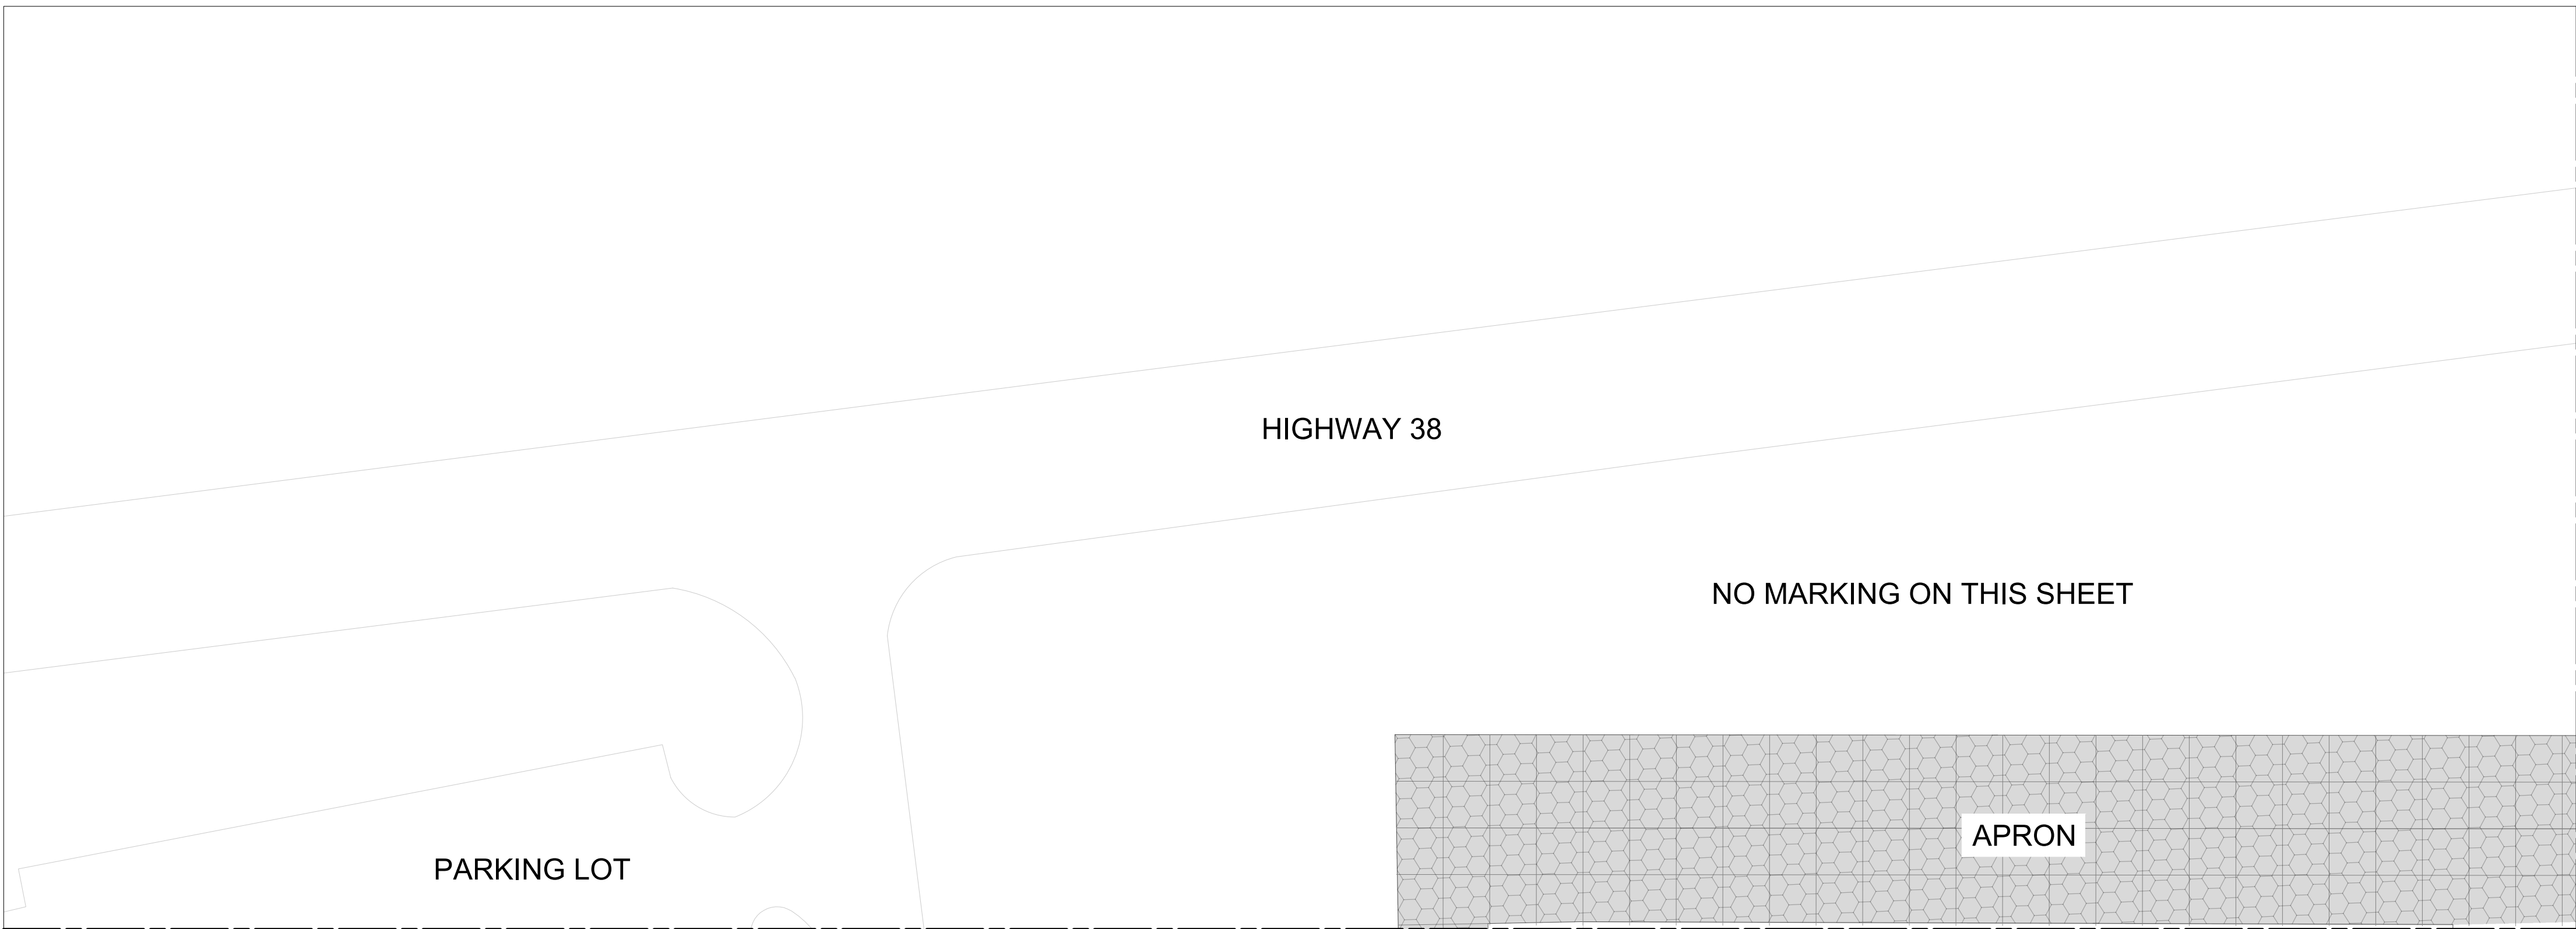 HIGHWAY 38
NO MARKING ON THIS SHEET
APRON
PARKING LOT